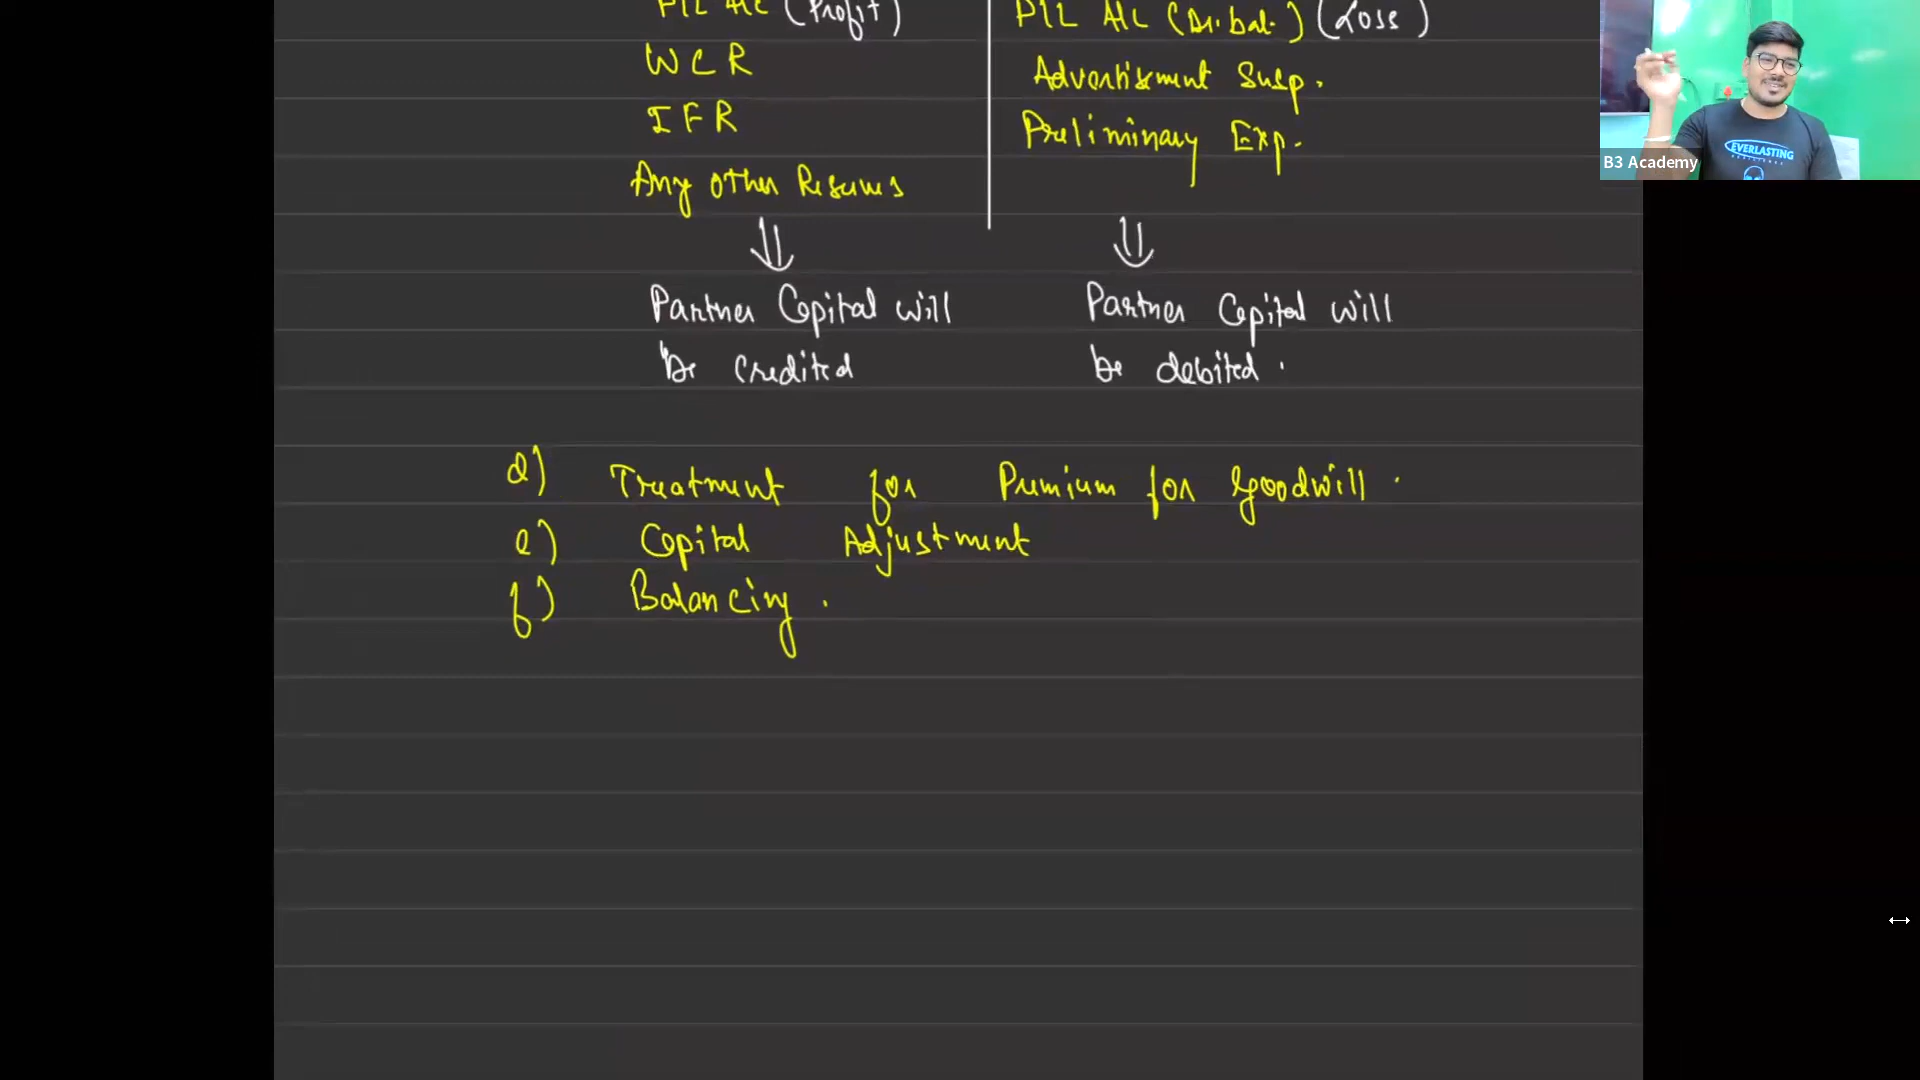 P/L A/C (Profit)
WCR
IFR
Any other Reserves
P/L A/C (Dr. bal.) (Loss)
Advertisement Susp.
Preliminary Exp.
⇓ ⇓
Partner Capital will
be credited
Partner Capital will
be debited.
d) Treatment for Premium for Goodwill.
e) Capital Adjustment
f) Balancing.
B3 Academy
EVERLASTING